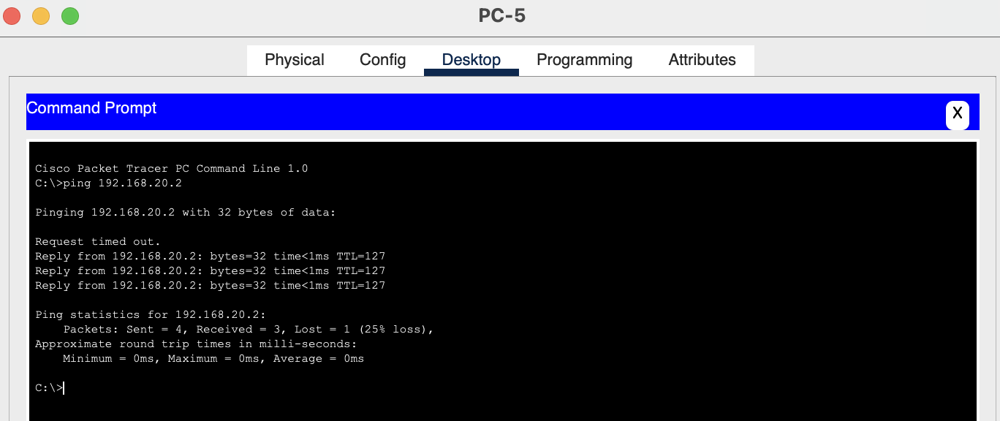 PC-5
Physical Config Desktop Programming Attributes
Command Prompt
X
Cisco Packet Tracer PC Command Line 1.0
C:\>ping 192.168.20.2
Pinging 192.168.20.2 with 32 bytes of data:
Request timed out.
Reply from 192.168.20.2: bytes=32 time<1ms TTL=127
Reply from 192.168.20.2: bytes=32 time<1ms TTL=127
Reply from 192.168.20.2: bytes=32 time<1ms TTL=127
Ping statistics for 192.168.20.2:
Packets: Sent = 4, Received = 3, Lost = 1 (25% loss),
Approximate round trip times in milli-seconds:
Minimum = 0ms, Maximum = 0ms, Average = 0ms
C:\>